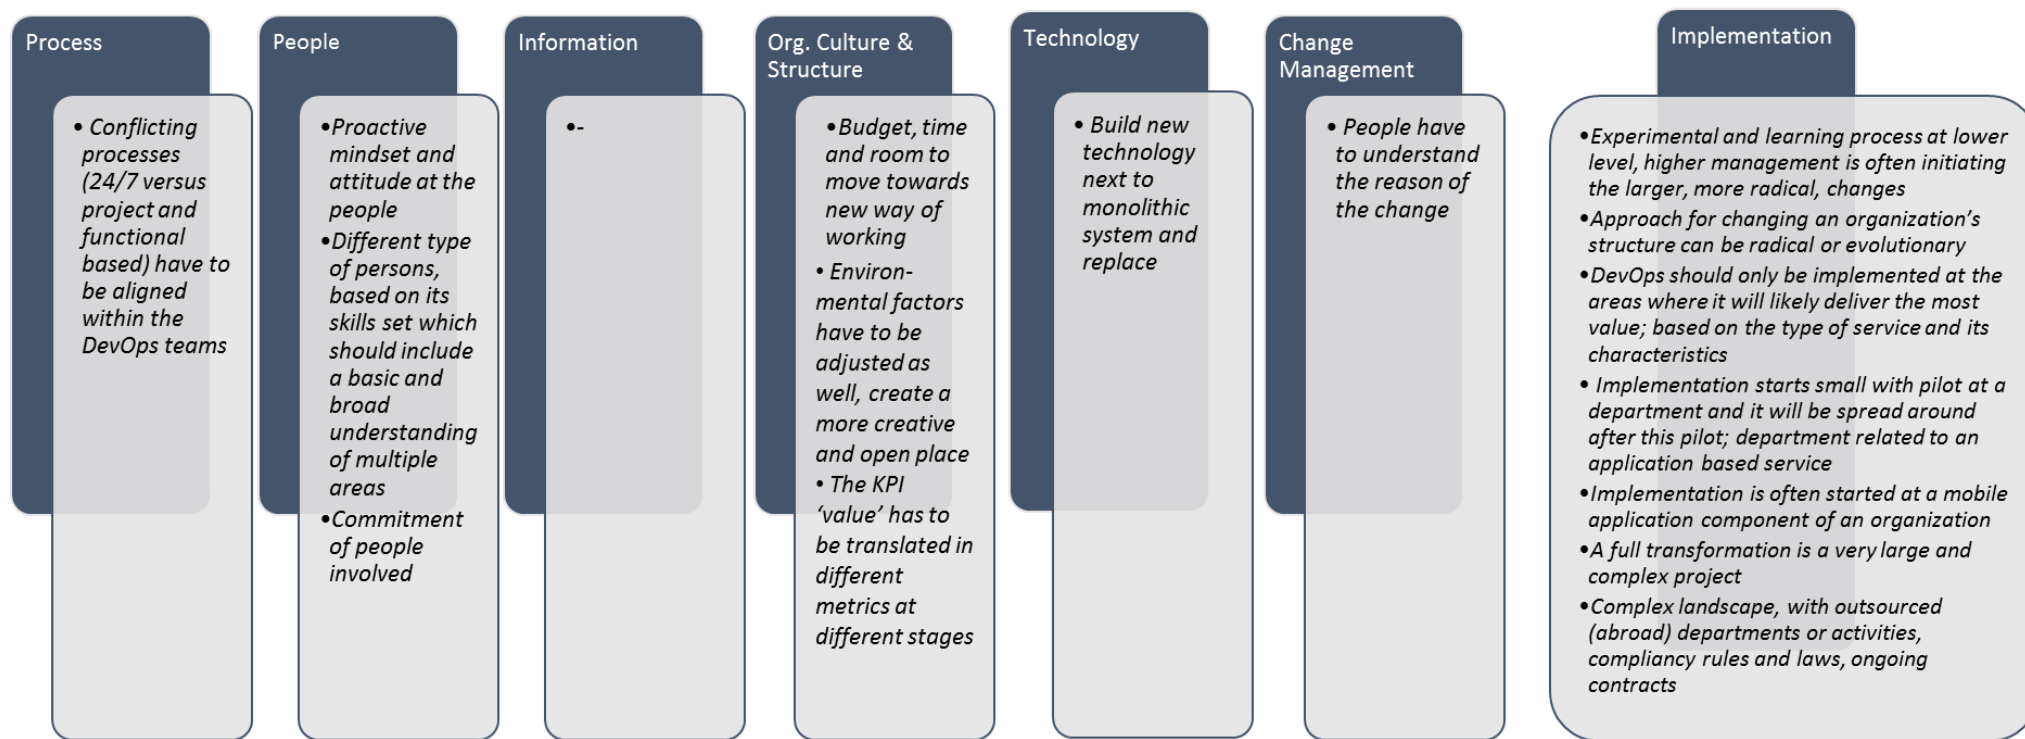 Process
• Conflicting
processes
(24/7 versus
project and
functional
based) have to
be aligned
within the
DevOps teams
People
•Proactive
mindset and
attitude at the
people
•Different type
of persons,
based on its
skills set which
should include
a basic and
broad
understanding
of multiple
areas
•Commitment
of people
involved
Information
•-
Org. Culture &
Structure
•Budget, time
and room to
move towards
new way of
working
• Environ-
mental factors
have to be
adjusted as
well, create a
more creative
and open place
• The KPI
‘value’ has to
be translated in
different
metrics at
different stages
Technology
• Build new
technology
next to
monolithic
system and
replace
Change
Management
• People have
to understand
the reason of
the change
Implementation
•Experimental and learning process at lower
level, higher management is often initiating
the larger, more radical, changes
•Approach for changing an organization’s
structure can be radical or evolutionary
•DevOps should only be implemented at the
areas where it will likely deliver the most
value; based on the type of service and its
characteristics
• Implementation starts small with pilot at a
department and it will be spread around
after this pilot; department related to an
application based service
•Implementation is often started at a mobile
application component of an organization
•A full transformation is a very large and
complex project
•Complex landscape, with outsourced
(abroad) departments or activities,
compliancy rules and laws, ongoing
contracts